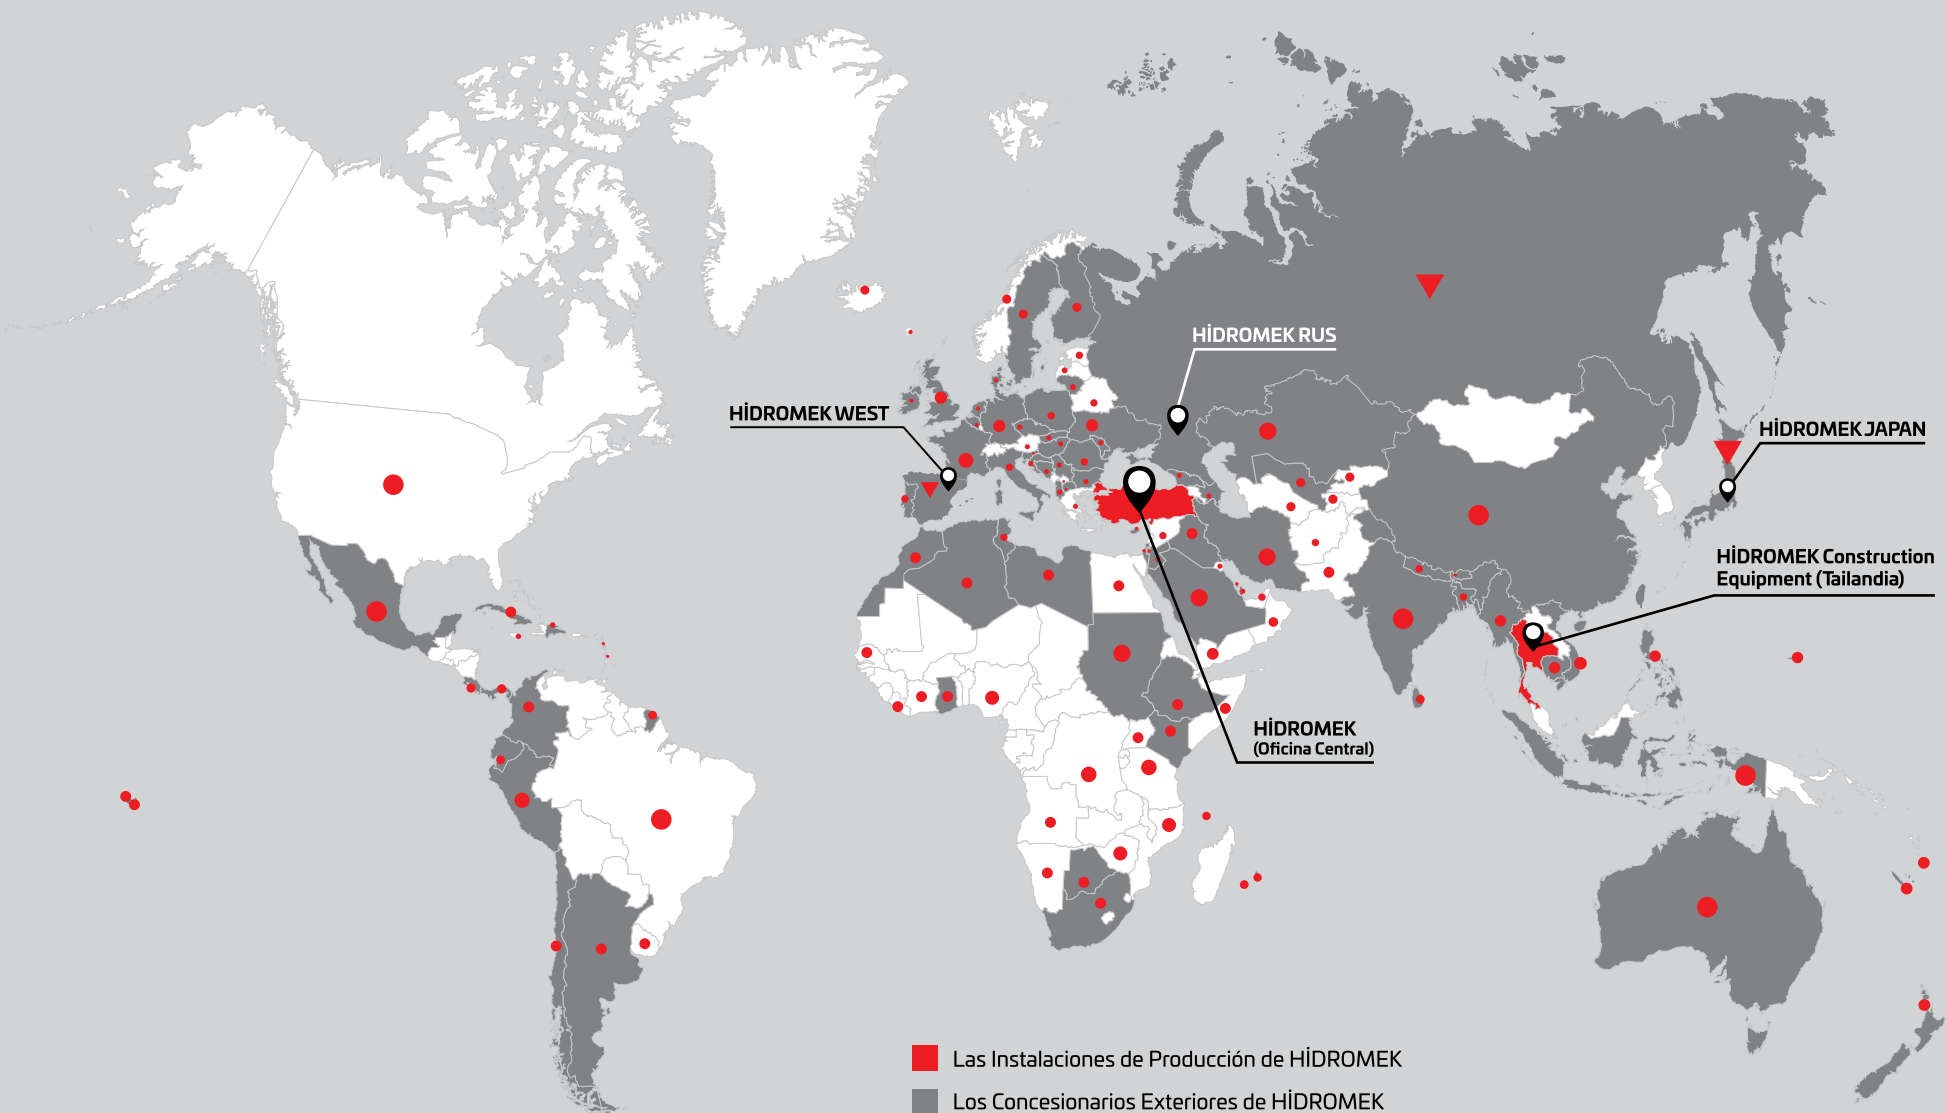 HİDROMEK RUS
HİDROMEK WEST
HİDROMEK JAPAN
HİDROMEK Construction
Equipment (Tailandia)
HİDROMEK
(Oficina Central)
Las Instalaciones de Producción de HİDROMEK
Los Concesionarios Exteriores de HİDROMEK